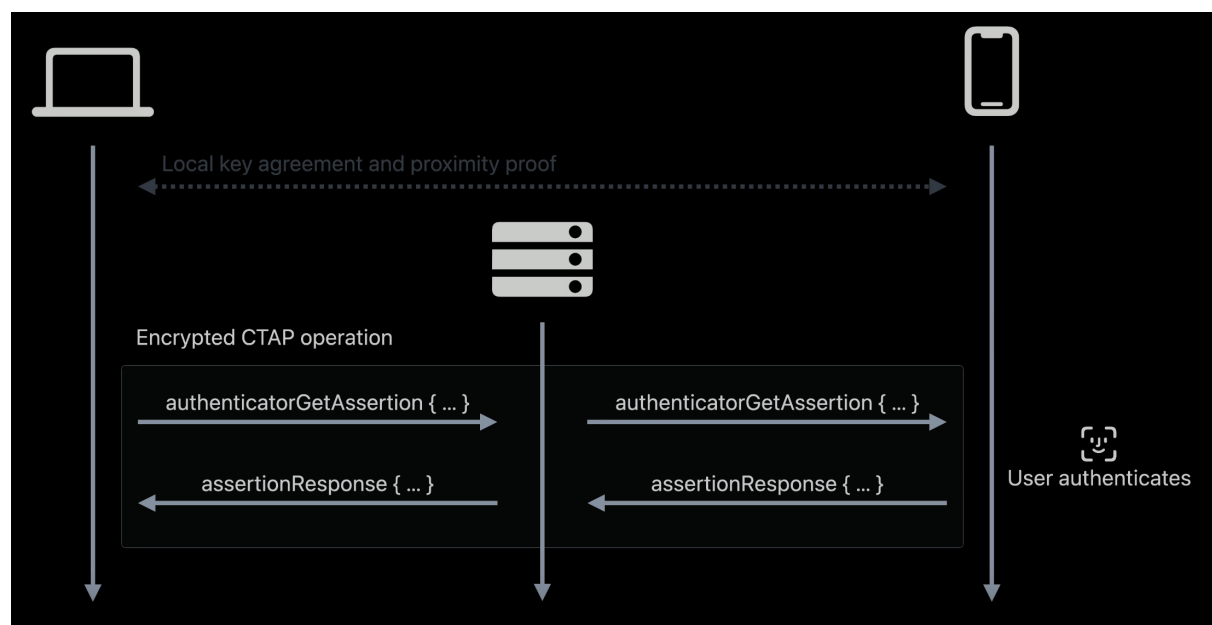 Local key agreement and proximity proof
Encrypted CTAP operation
authenticatorGetAssertion { ... }
authenticatorGetAssertion { ... }
assertionResponse { ... }
assertionResponse { ... }
User authenticates